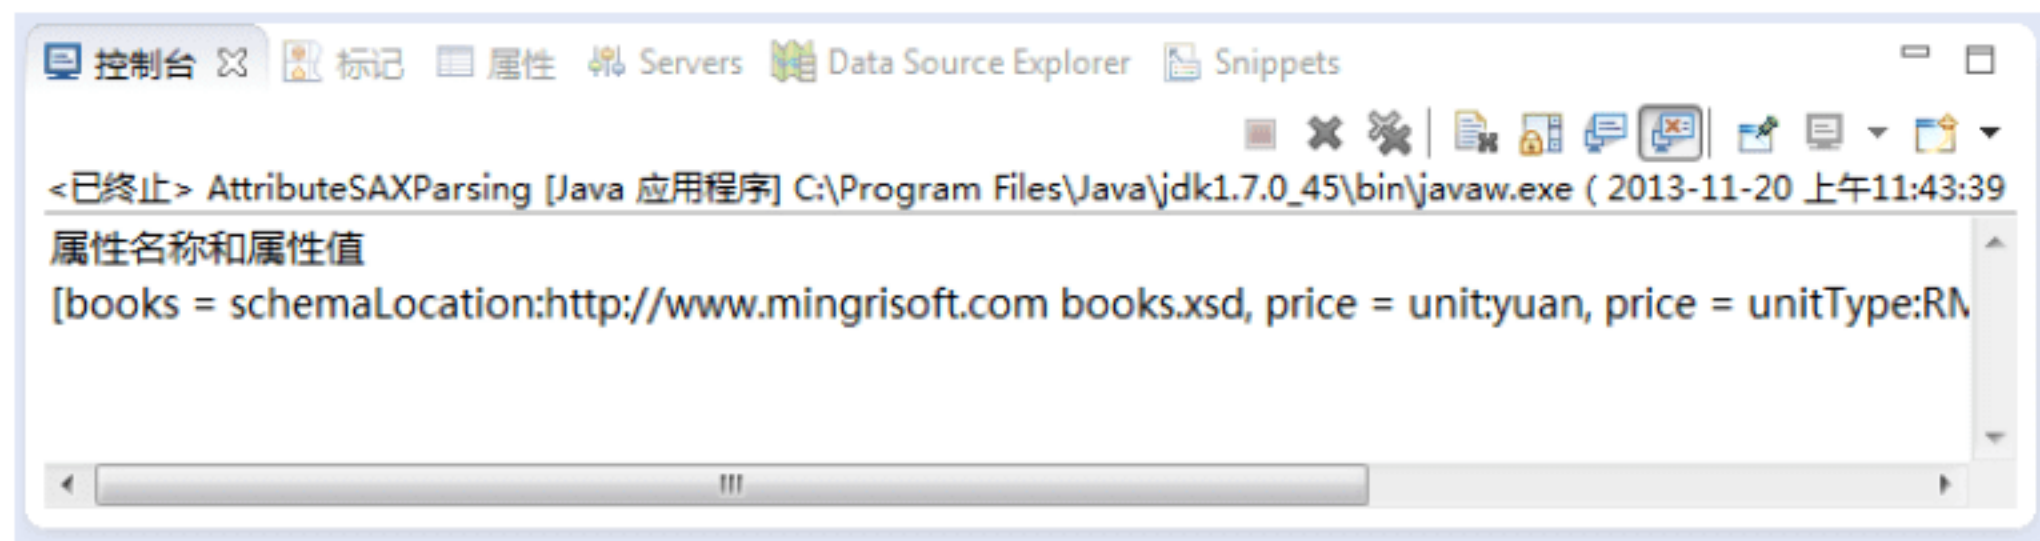 控制台 标记 属性 Servers Data Source Explorer Snippets
<已终止> AttributeSAXParsing [Java 应用程序] C:\Program Files\Java\jdk1.7.0_45\bin\javaw.exe ( 2013-11-20 上午11:43:39
属性名称和属性值
[books = schemaLocation:http://www.mingrisoft.com books.xsd, price = unit:yuan, price = unitType:RM